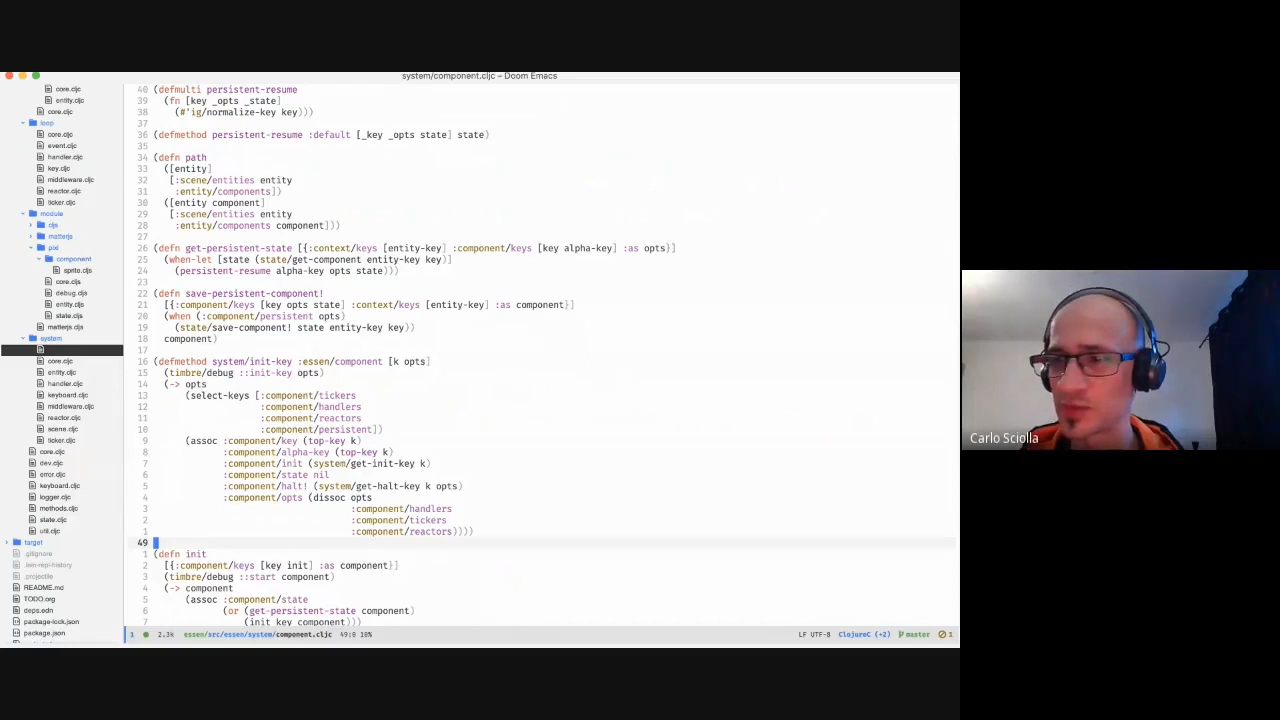 system/component.cljc – Doom Emacs
core.cljc
entity.cljc
core.cljc
loop
core.cljc
event.cljc
handler.cljc
key.cljc
middleware.cljc
reactor.cljc
ticker.cljc
module
cljs
matterjs
pixi
component
sprite.cljs
core.cljs
debug.cljs
entity.cljs
state.cljs
matterjs.cljs
system
core.cljc
entity.cljc
handler.cljc
keyboard.cljc
middleware.cljc
reactor.cljc
scene.cljc
ticker.cljc
core.cljc
dev.cljc
error.cljc
keyboard.cljc
logger.cljc
methods.cljc
state.cljc
util.cljc
target
.gitignore
.lein-repl-history
.projectile
README.md
TODO.org
deps.edn
package-lock.json
package.json
40 (defmulti persistent-resume
39 (fn [key _opts _state]
38 (#'ig/normalize-key key)))
37
36 (defmethod persistent-resume :default [_key _opts state] state)
35
34 (defn path
33 ([entity]
32 [:scene/entities entity
31 :entity/components])
30 ([entity component]
29 [:scene/entities entity
28 :entity/components component]))
27
26 (defn get-persistent-state [{:context/keys [entity-key] :component/keys [key alpha-key] :as opts}]
25 (when-let [state (state/get-component entity-key key)]
24 (persistent-resume alpha-key opts state)))
23
22 (defn save-persistent-component!
21 [{:component/keys [key opts state] :context/keys [entity-key] :as component}]
20 (when (:component/persistent opts)
19 (state/save-component! state entity-key key))
18 component)
17
16 (defmethod system/init-key :essen/component [k opts]
15 (timbre/debug ::init-key opts)
14 (-> opts
13 (select-keys [:component/tickers
12 :component/handlers
11 :component/reactors
10 :component/persistent])
9 (assoc :component/key (top-key k)
8 :component/alpha-key (top-key k)
7 :component/init (system/get-init-key k)
6 :component/state nil
5 :component/halt! (system/get-halt-key k opts)
4 :component/opts (dissoc opts
3 :component/handlers
2 :component/tickers
1 :component/reactors))))
49
1 (defn init
2 [{:component/keys [key init] :as component}]
3 (timbre/debug ::start component)
4 (-> component
5 (assoc :component/state
6 (or (get-persistent-state component)
7 (init key component)))
1 2.3k essen/src/essen/system/component.cljc 49:0 10% LF UTF-8 ClojureC (+2) master 1
Carlo Sciolla